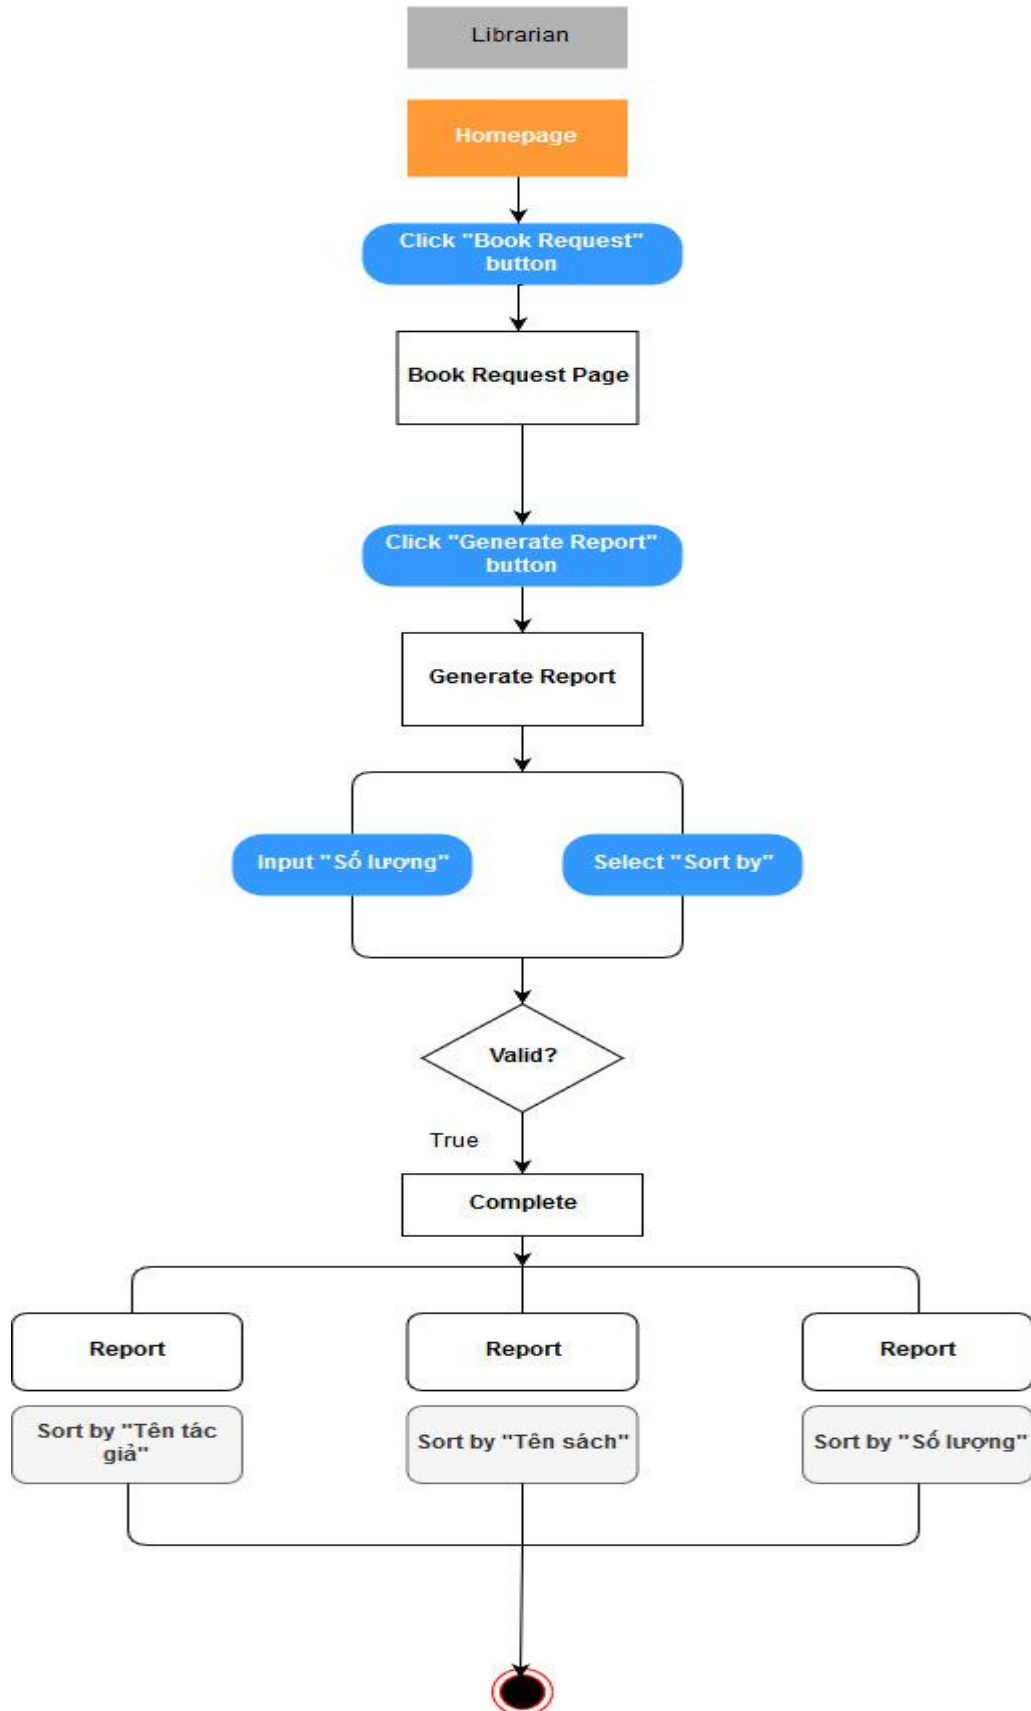 Librarian
Homepage
Click "Book Request"
button
Book Request Page
Click "Generate Report"
button
Generate Report
Input "Số lượng"
Select "Sort by"
Valid?
True
Complete
Report
Report
Report
Sort by "Tên tác
giả"
Sort by "Tên sách"
Sort by "Số lượng"